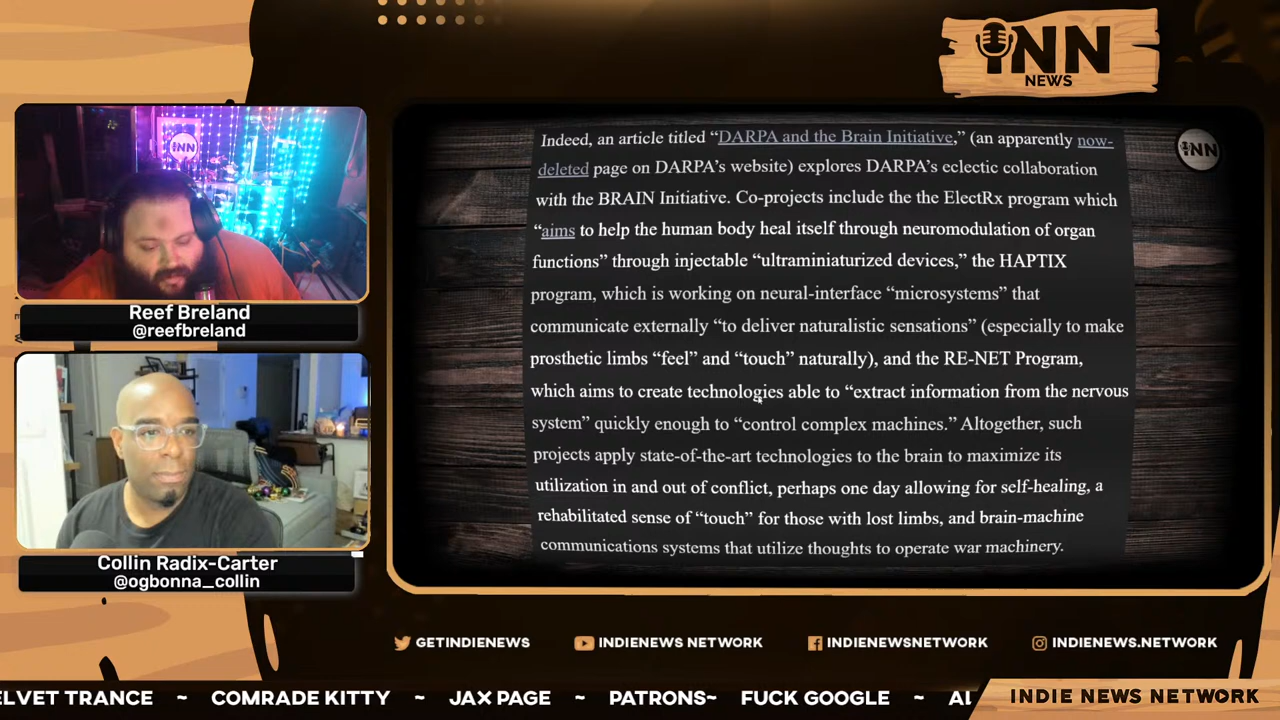 INN
NEWS
INN
Reef Breland
@reefbreland
Collin Radix-Carter
@ogbonna_collin
Indeed, an article titled “DARPA and the Brain Initiative,” (an apparently now-
deleted page on DARPA’s website) explores DARPA’s eclectic collaboration
with the BRAIN Initiative. Co-projects include the the ElectRx program which
“aims to help the human body heal itself through neuromodulation of organ
functions” through injectable “ultraminiaturized devices,” the HAPTIX
program, which is working on neural-interface “microsystems” that
communicate externally “to deliver naturalistic sensations” (especially to make
prosthetic limbs “feel” and “touch” naturally), and the RE-NET Program,
which aims to create technologies able to “extract information from the nervous
system” quickly enough to “control complex machines.” Altogether, such
projects apply state-of-the-art technologies to the brain to maximize its
utilization in and out of conflict, perhaps one day allowing for self-healing, a
rehabilitated sense of “touch” for those with lost limbs, and brain-machine
communications systems that utilize thoughts to operate war machinery.
INN
GETINDIENEWS INDIENEWS NETWORK INDIENEWSNETWORK INDIENEWS.NETWORK
ELVET TRANCE ~ COMRADE KITTY ~ JAX PAGE ~ PATRONS~ FUCK GOOGLE ~ INDIE NEWS NETWORK